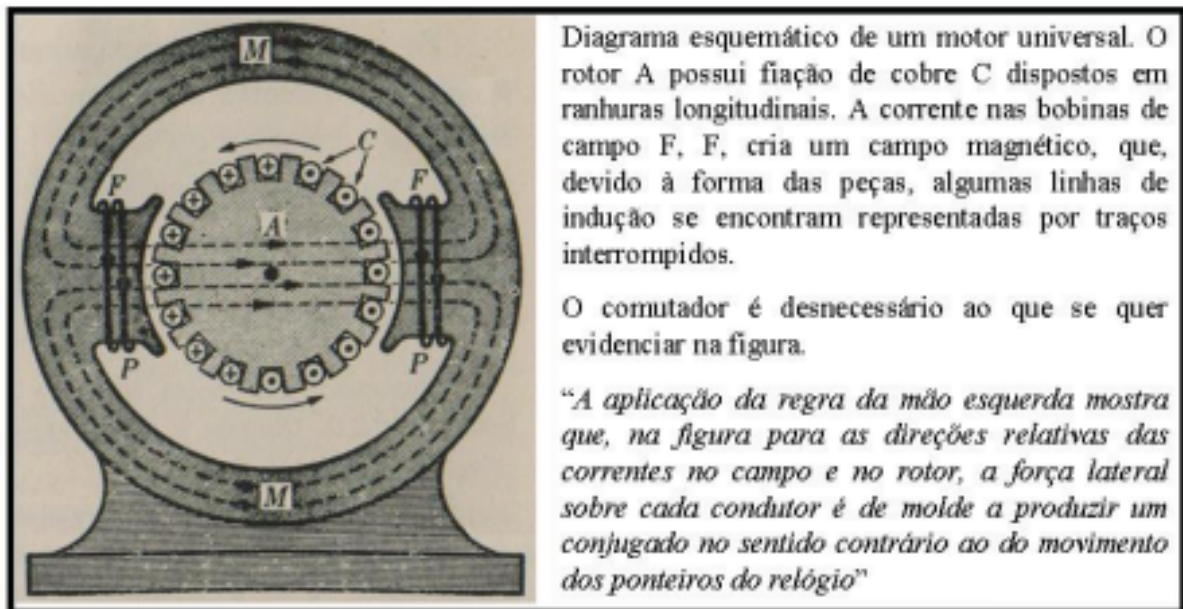 M
F
C
F
A
P
P
M
Diagrama esquemático de um motor universal. O
rotor A possui fiação de cobre C dispostos em
ranhuras longitudinais. A corrente nas bobinas de
campo F, F, cria um campo magnético, que,
devido à forma das peças, algumas linhas de
indução se encontram representadas por traços
interrompidos.
O comutador é desnecessário ao que se quer
evidenciar na figura.
“A aplicação da regra da mão esquerda mostra
que, na figura para as direções relativas das
correntes no campo e no rotor, a força lateral
sobre cada condutor é de molde a produzir um
conjugado no sentido contrário ao do movimento
dos ponteiros do relógio”